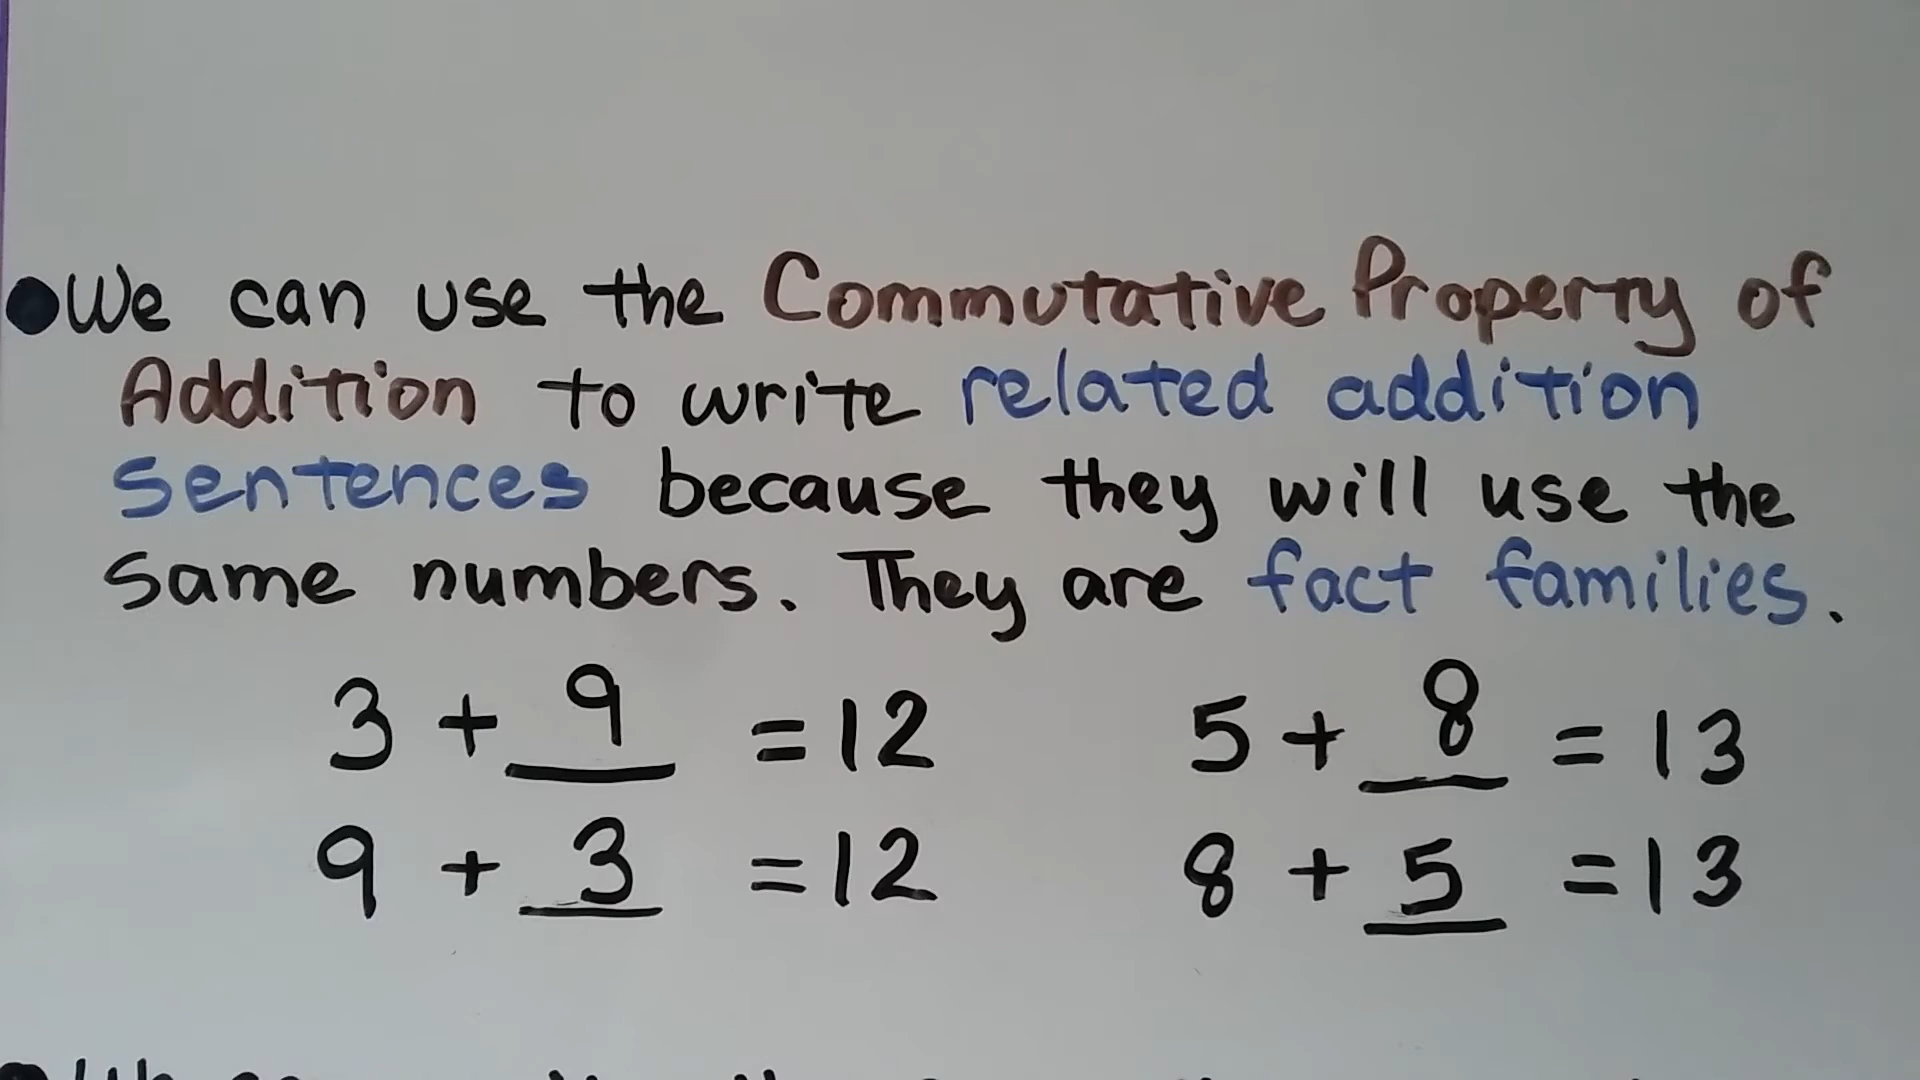 We can use the Commutative Property of
Addition to write related addition
sentences because they will use the
same numbers. They are fact families.
3 + 9 = 12 5 + 8 = 13
9 + 3 = 12 8 + 5 = 13